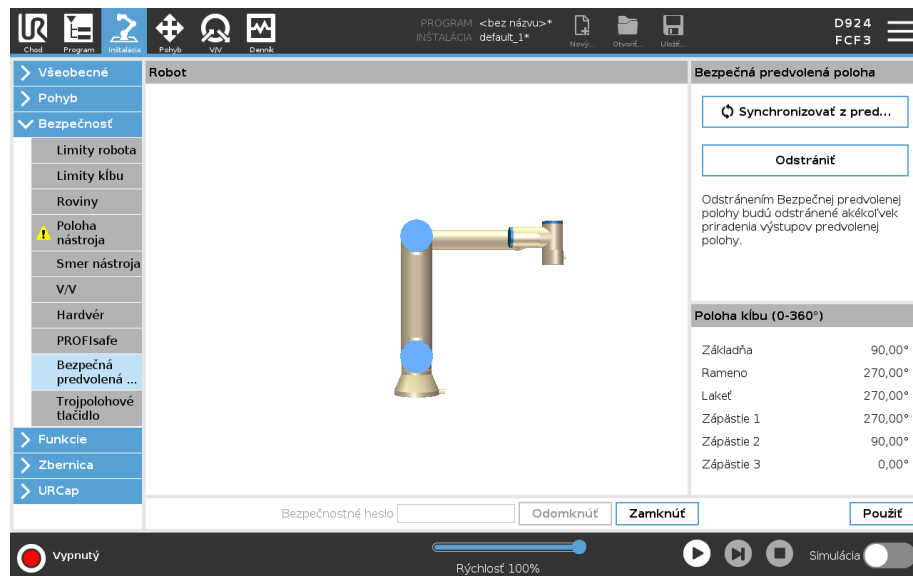 PROGRAM <bez názvu>*
INŠTALÁCIA default_1*
D924
FCF3
Chod
Program
Inštalácia
Pohyb
V/V
Denník
Nový...
Otvoriť...
Uložiť...
Všeobecné
Pohyb
Bezpečnosť
Limity robota
Limity kĺbu
Roviny
Poloha
nástroja
Smer nástroja
V/V
Hardvér
PROFIsafe
Bezpečná
predvolená ...
Trojpolohové
tlačidlo
Funkcie
Zbernica
URCap
Robot
Bezpečná predvolená poloha
Synchronizovať z pred...
Odstrániť
Odstránením Bezpečnej predvolenej
polohy budú odstránené akékoľvek
priradenia výstupov predvolenej
polohy.
Poloha kĺbu (0-360°)
Základňa 90,00°
Rameno 270,00°
Lakeť 270,00°
Zápästie 1 270,00°
Zápästie 2 90,00°
Zápästie 3 0,00°
Bezpečnostné heslo
Odomknúť
Zamknúť
Použiť
Vypnutý
Rýchlosť 100%
Simulácia